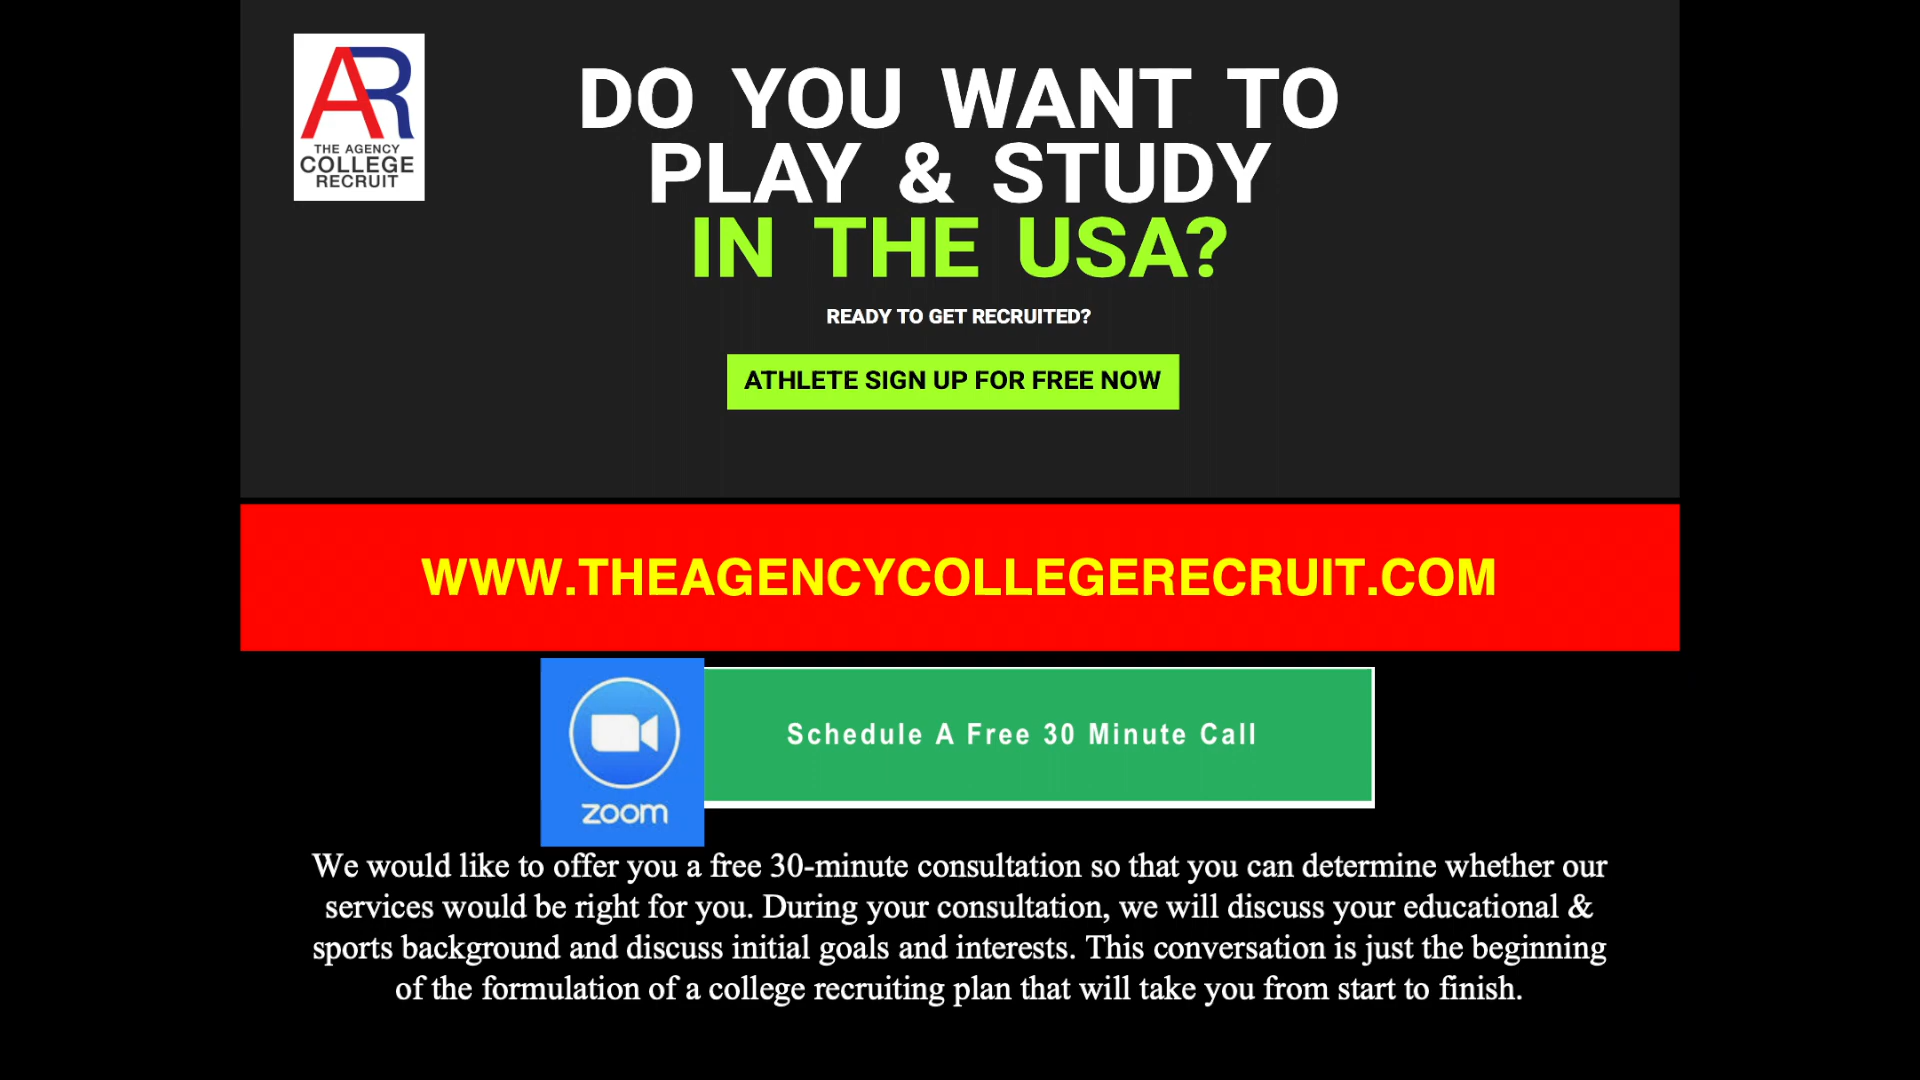 AR
THE AGENCY
COLLEGE
RECRUIT
DO YOU WANT TO
PLAY & STUDY
IN THE USA?
READY TO GET RECRUITED?
ATHLETE SIGN UP FOR FREE NOW
WWW.THEAGENCYCOLLEGERECRUIT.COM
zoom
Schedule A Free 30 Minute Call
We would like to offer you a free 30-minute consultation so that you can determine whether our
services would be right for you. During your consultation, we will discuss your educational &
sports background and discuss initial goals and interests. This conversation is just the beginning
of the formulation of a college recruiting plan that will take you from start to finish.